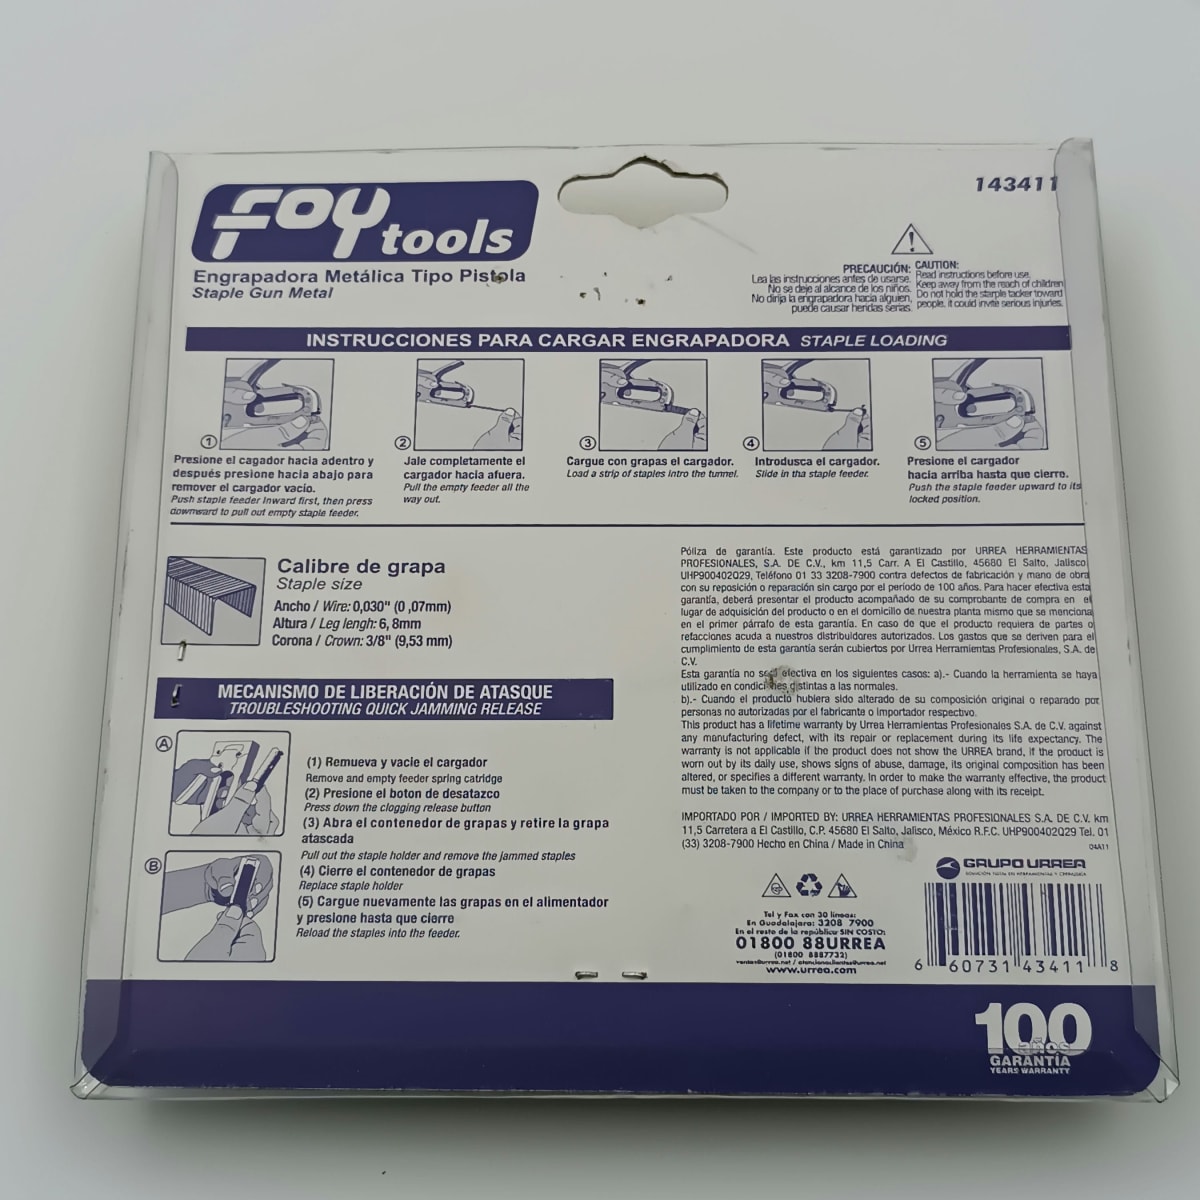 FOY tools
143411
Engrapadora Metálica Tipo Pistola
Staple Gun Metal
PRECAUCIÓN:
Lea las instrucciones antes de usarse.
No se deje al alcance de los niños.
No dirija la engrapadora hacia alguien,
puede causar heridas serias.
CAUTION:
Read instructions before use.
Keep away from the reach of children
Do not hold the starple tacker toward
people, it could invite serious injuries.
INSTRUCCIONES PARA CARGAR ENGRAPADORA STAPLE LOADING
1
Presione el cagador hacia adentro y
después presione hacia abajo para
remover el cargador vacío.
Push staple feeder inward first, then press
downward to pull out empty staple feeder.
2
Jale completamente el
cargador hacia afuera.
Pull the empty feeder all the
way out.
3
Cargue con grapas el cargador.
Load a strip of staples intro the tunnel.
4
Introdusca el cargador.
Slide in tha staple feeder.
5
Presione el cargador
hacia arriba hasta que cierre.
Push the staple feeder upward to its
locked position.
Calibre de grapa
Staple size
Ancho / Wire: 0,030" (0 ,07mm)
Altura / Leg lengh: 6, 8mm
Corona / Crown: 3/8" (9,53 mm)
MECANISMO DE LIBERACIÓN DE ATASQUE
TROUBLESHOOTING QUICK JAMMING RELEASE
A
B
(1) Remueva y vacie el cargador
Remove and empty feeder spring catridge
(2) Presione el boton de desatazco
Press down the clogging release button
(3) Abra el contenedor de grapas y retire la grapa
atascada
Pull out the staple holder and remove the jammed staples
(4) Cierre el contenedor de grapas
Replace staple holder
(5) Cargue nuevamente las grapas en el alimentador
y presione hasta que cierre
Reload the staples into the feeder.
Póliza de garantía. Este producto está garantizado por URREA HERRAMIENTAS
PROFESIONALES, S.A. DE C.V., km 11,5 Carr. A El Castillo, 45680 El Salto, Jalisco
UHP900402Q29, Teléfono 01 33 3208-7900 contra defectos de fabricación y mano de obra
con su reposición o reparación sin cargo por el período de 100 años. Para hacer efectiva esta
garantía, deberá presentar el producto acompañado de su comprobante de compra en el
lugar de adquisición del producto o en el domicilio de nuestra planta mismo que se menciona
en el primer párrafo de esta garantía. En caso de que el producto requiera de partes o
refacciones acuda a nuestros distribuidores autorizados. Los gastos que se deriven para el
cumplimiento de esta garantía serán cubiertos por Urrea Herramientas Profesionales, S.A. de
C.V.
Esta garantía no será efectiva en los siguientes casos: a).- Cuando la herramienta se haya
utilizado en condiciones distintas a las normales.
b).- Cuando el producto hubiera sido alterado de su composición original o reparado por
personas no autorizadas por el fabricante o importador respectivo.
This product has a lifetime warranty by Urrea Herramientas Profesionales S.A. de C.V. against
any manufacturing defect, with its repair or replacement during its life expectancy. The
warranty is not applicable if the product does not show the URREA brand, if the product is
worn out by its daily use, shows signs of abuse, damage, its original composition has been
altered, or specifies a different warranty. In order to make the warranty effective, the product
must be taken to the company or to the place of purchase along with its receipt.
IMPORTADO POR / IMPORTED BY: URREA HERRAMIENTAS PROFESIONALES S.A. DE C.V. km
11,5 Carretera a El Castillo, C.P. 45680 El Salto, Jalisco, México R.F.C. UHP900402Q29 Tel. 01
(33) 3208-7900 Hecho en China / Made in China
04A11
GRUPO URREA
SOLUCIÓN TOTAL EN HERRAMIENTAS Y CERRAJERÍA
Tel y Fax con 30 líneas:
En Guadalajara: 3208 7900
En el resto de la república SIN COSTO:
01800 88URREA
(01800 8887732)
ventas@urrea.net / atencionaclientes@urrea.net
www.urrea.com
6 60731 43411 8
100
años
GARANTÍA
YEARS WARRANTY